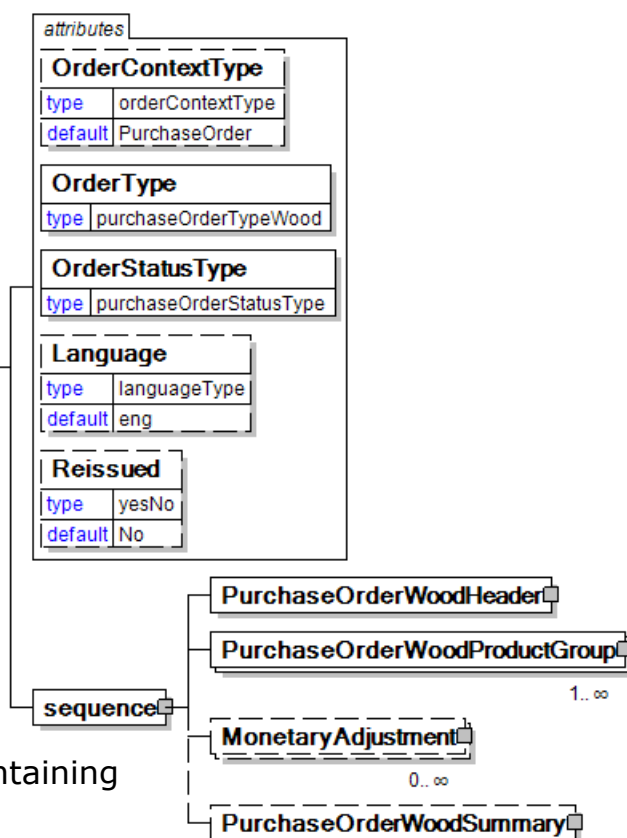 attributes
OrderContextType
type orderContextType
default PurchaseOrder
OrderType
type purchaseOrderTypeWood
OrderStatusType
type purchaseOrderStatusType
Language
type languageType
default eng
Reissued
type yesNo
default No
PurchaseOrderWoodHeader
PurchaseOrderWoodProductGroup
1.. ∞
sequence
MonetaryAdjustment
0.. ∞
ntaining
PurchaseOrderWoodSummary